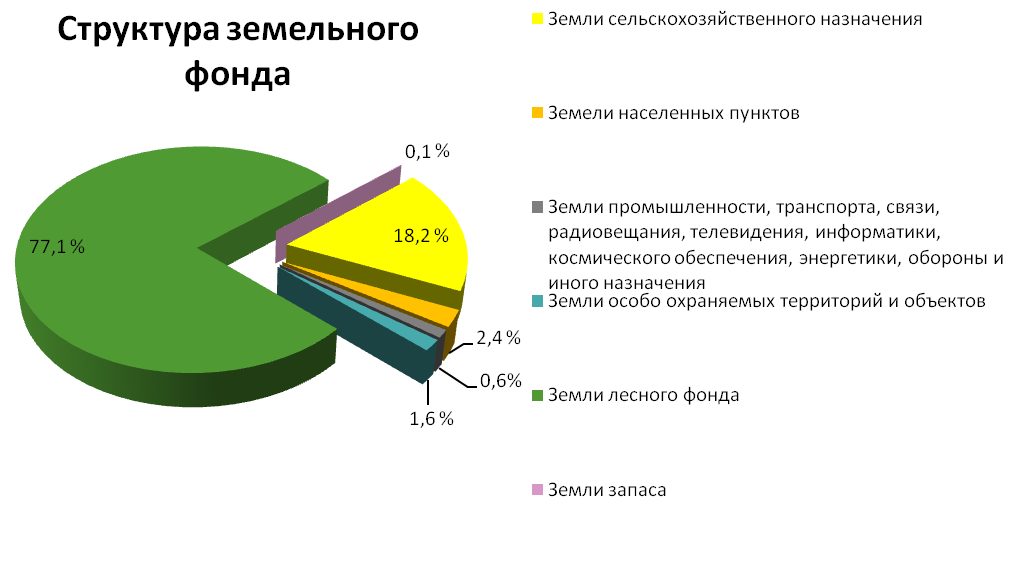 Структура земельного
фонда
0,1 %
18,2 %
77,1 %
2,4 %
0,6%
1,6 %
Земли сельскохозяйственного назначения
Земели населенных пунктов
Земли промышленности, транспорта, связи,
радиовещания, телевидения, информатики,
космического обеспечения, энергетики, обороны и
иного назначения
Земли особо охраняемых территорий и объектов
Земли лесного фонда
Земли запаса